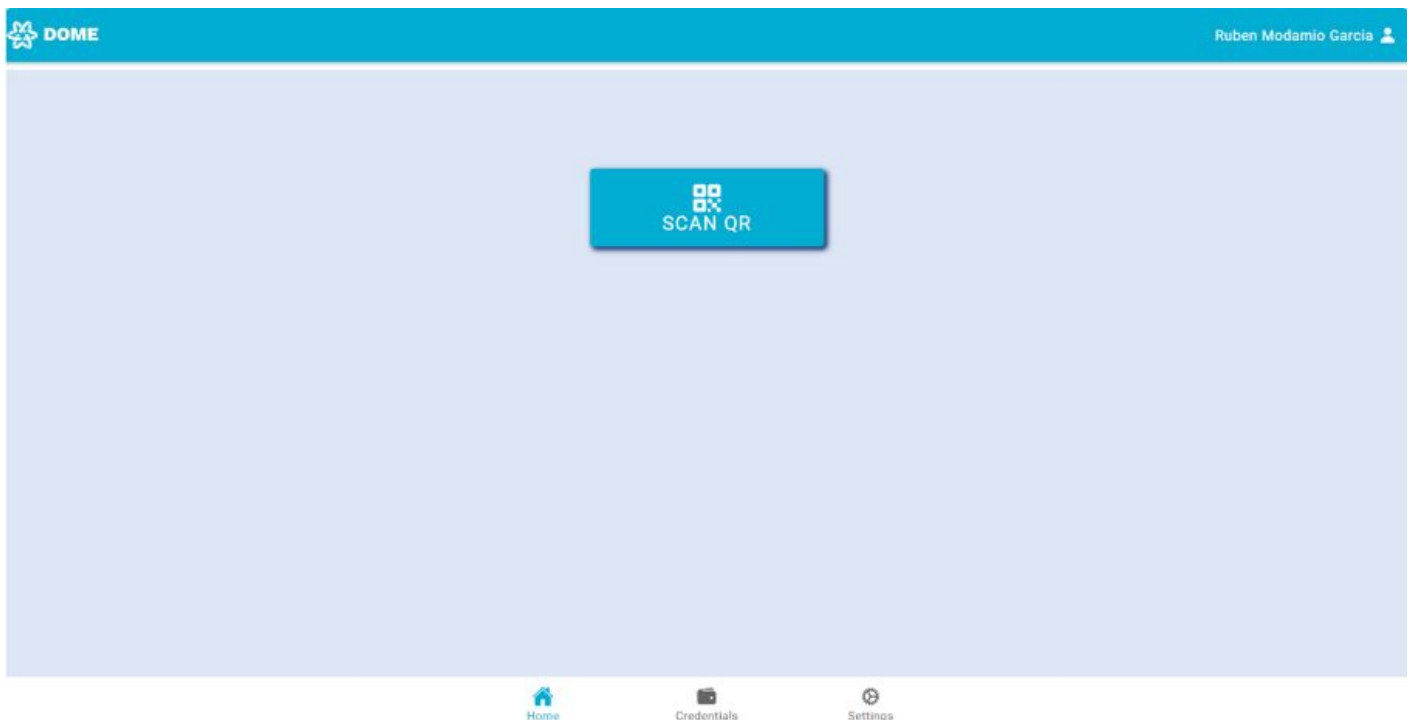 DOME
Ruben Modamio Garcia
SCAN QR
Home
Credentials
Settings